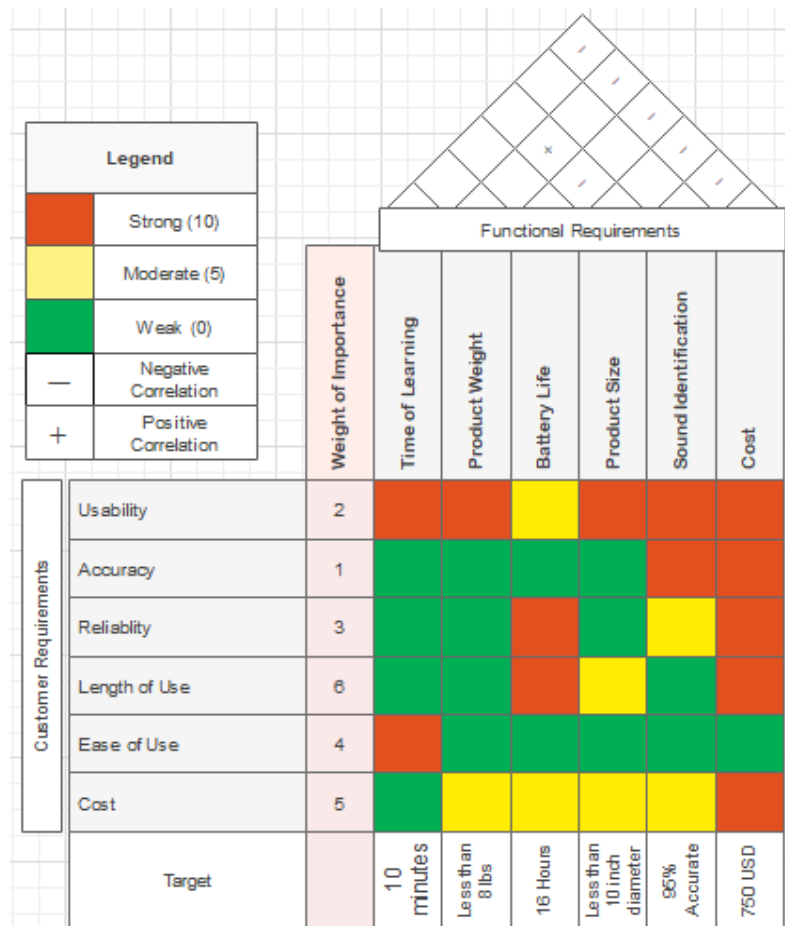 Legend
Strong (10)
Moderate (5)
Weak (0)
—
Negative
Correlation
+
Positive
Correlation
Functional Requirements
Weight of Importance
Time of Learning
Product Weight
Battery Life
Product Size
Sound Identification
Cost
Customer Requirements
Usability
2
Accuracy
1
Reliablity
3
Length of Use
6
Ease of Use
4
Cost
5
Target
10
minutes
Less than
8 lbs
16 Hours
Less than
10 inch
diameter
95%
Accurate
750 USD